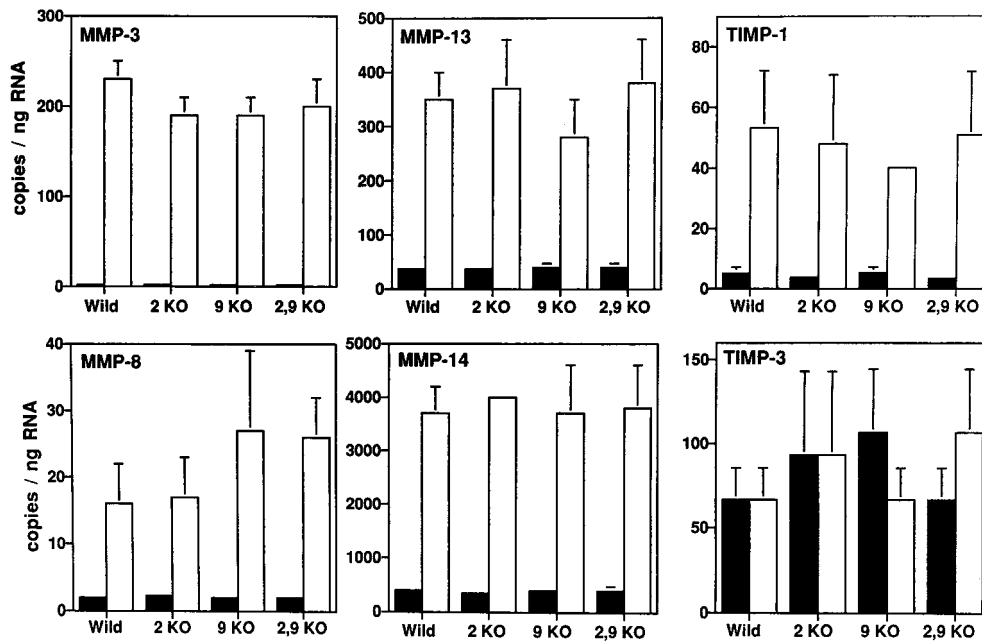 MMP-3
copies / ng RNA
300
200
100
0
Wild 2 KO 9 KO 2,9 KO
MMP-13
500
400
300
200
100
0
Wild 2 KO 9 KO 2,9 KO
TIMP-1
80
60
40
20
0
Wild 2 KO 9 KO 2,9 KO
MMP-8
copies / ng RNA
40
30
20
10
0
Wild 2 KO 9 KO 2,9 KO
MMP-14
5000
4000
3000
2000
1000
0
Wild 2 KO 9 KO 2,9 KO
TIMP-3
150
100
50
0
Wild 2 KO 9 KO 2,9 KO